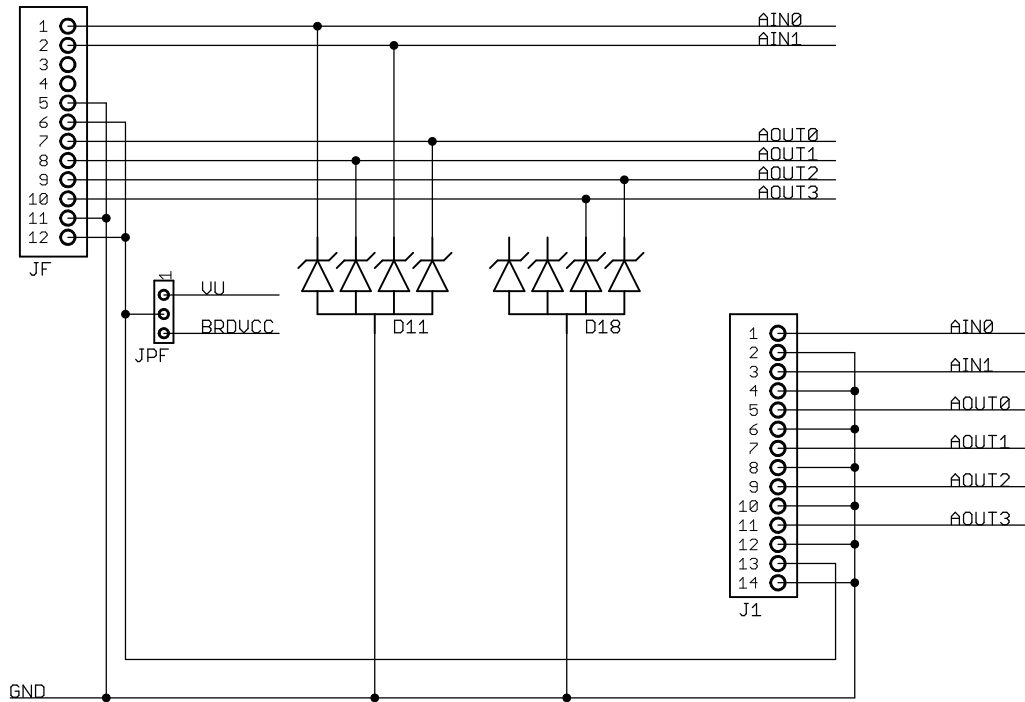 1
2
3
4
5
6
7
8
9
10
11
12
JF
AIN0
AIN1
AOUT0
AOUT1
AOUT2
AOUT3
1
VU
BRDVCC
JPF
D11
D18
1
2
3
4
5
6
7
8
9
10
11
12
13
14
J1
AIN0
AIN1
AOUT0
AOUT1
AOUT2
AOUT3
GND